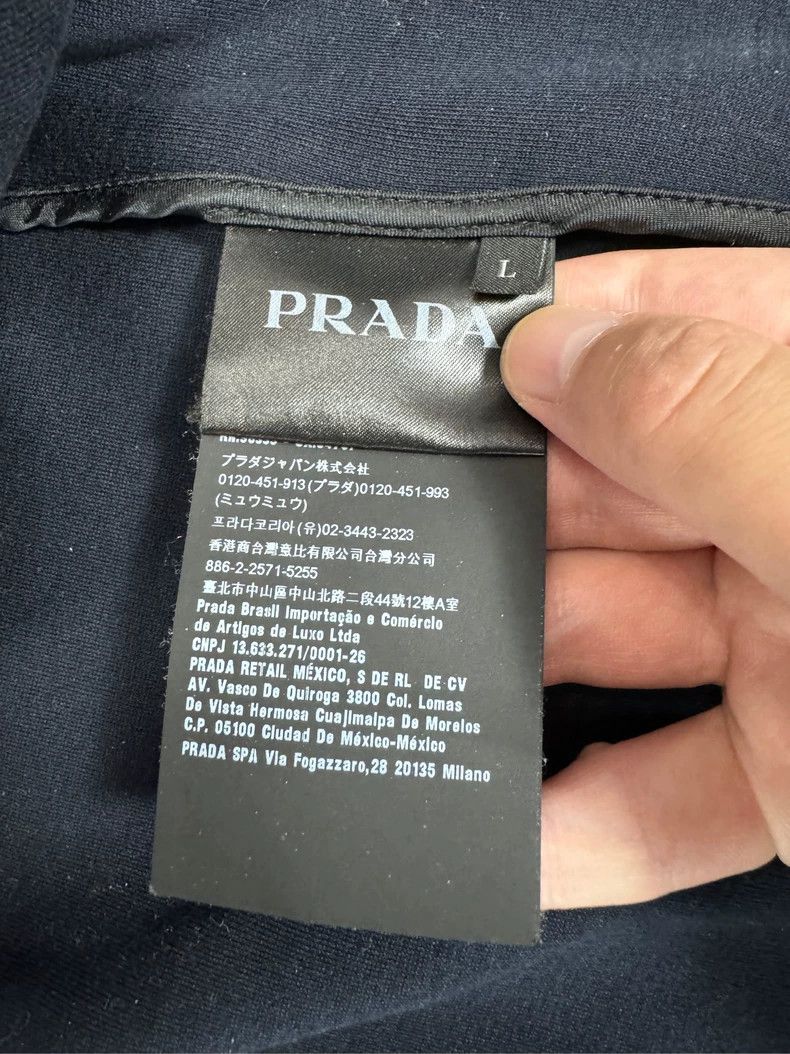 L
PRADA
プラダジャパン株式会社
0120-451-913(プラダ)0120-451-993
(ミュウミュウ)
프라다코리아(유)02-3443-2323
香港商台灣意比有限公司台灣分公司
886-2-2571-5255
臺北市中山區中山北路二段44號12樓A室
Prada Brasil Importação e Comércio
de Artigos de Luxo Ltda
CNPJ 13.633.271/0001-26
PRADA RETAIL MÉXICO, S DE RL DE CV
AV. Vasco De Quiroga 3800 Col. Lomas
De Vista Hermosa Cuajimalpa De Morelos
C.P. 05100 Ciudad De México-México
PRADA SPA Via Fogazzaro,28 20135 Milano